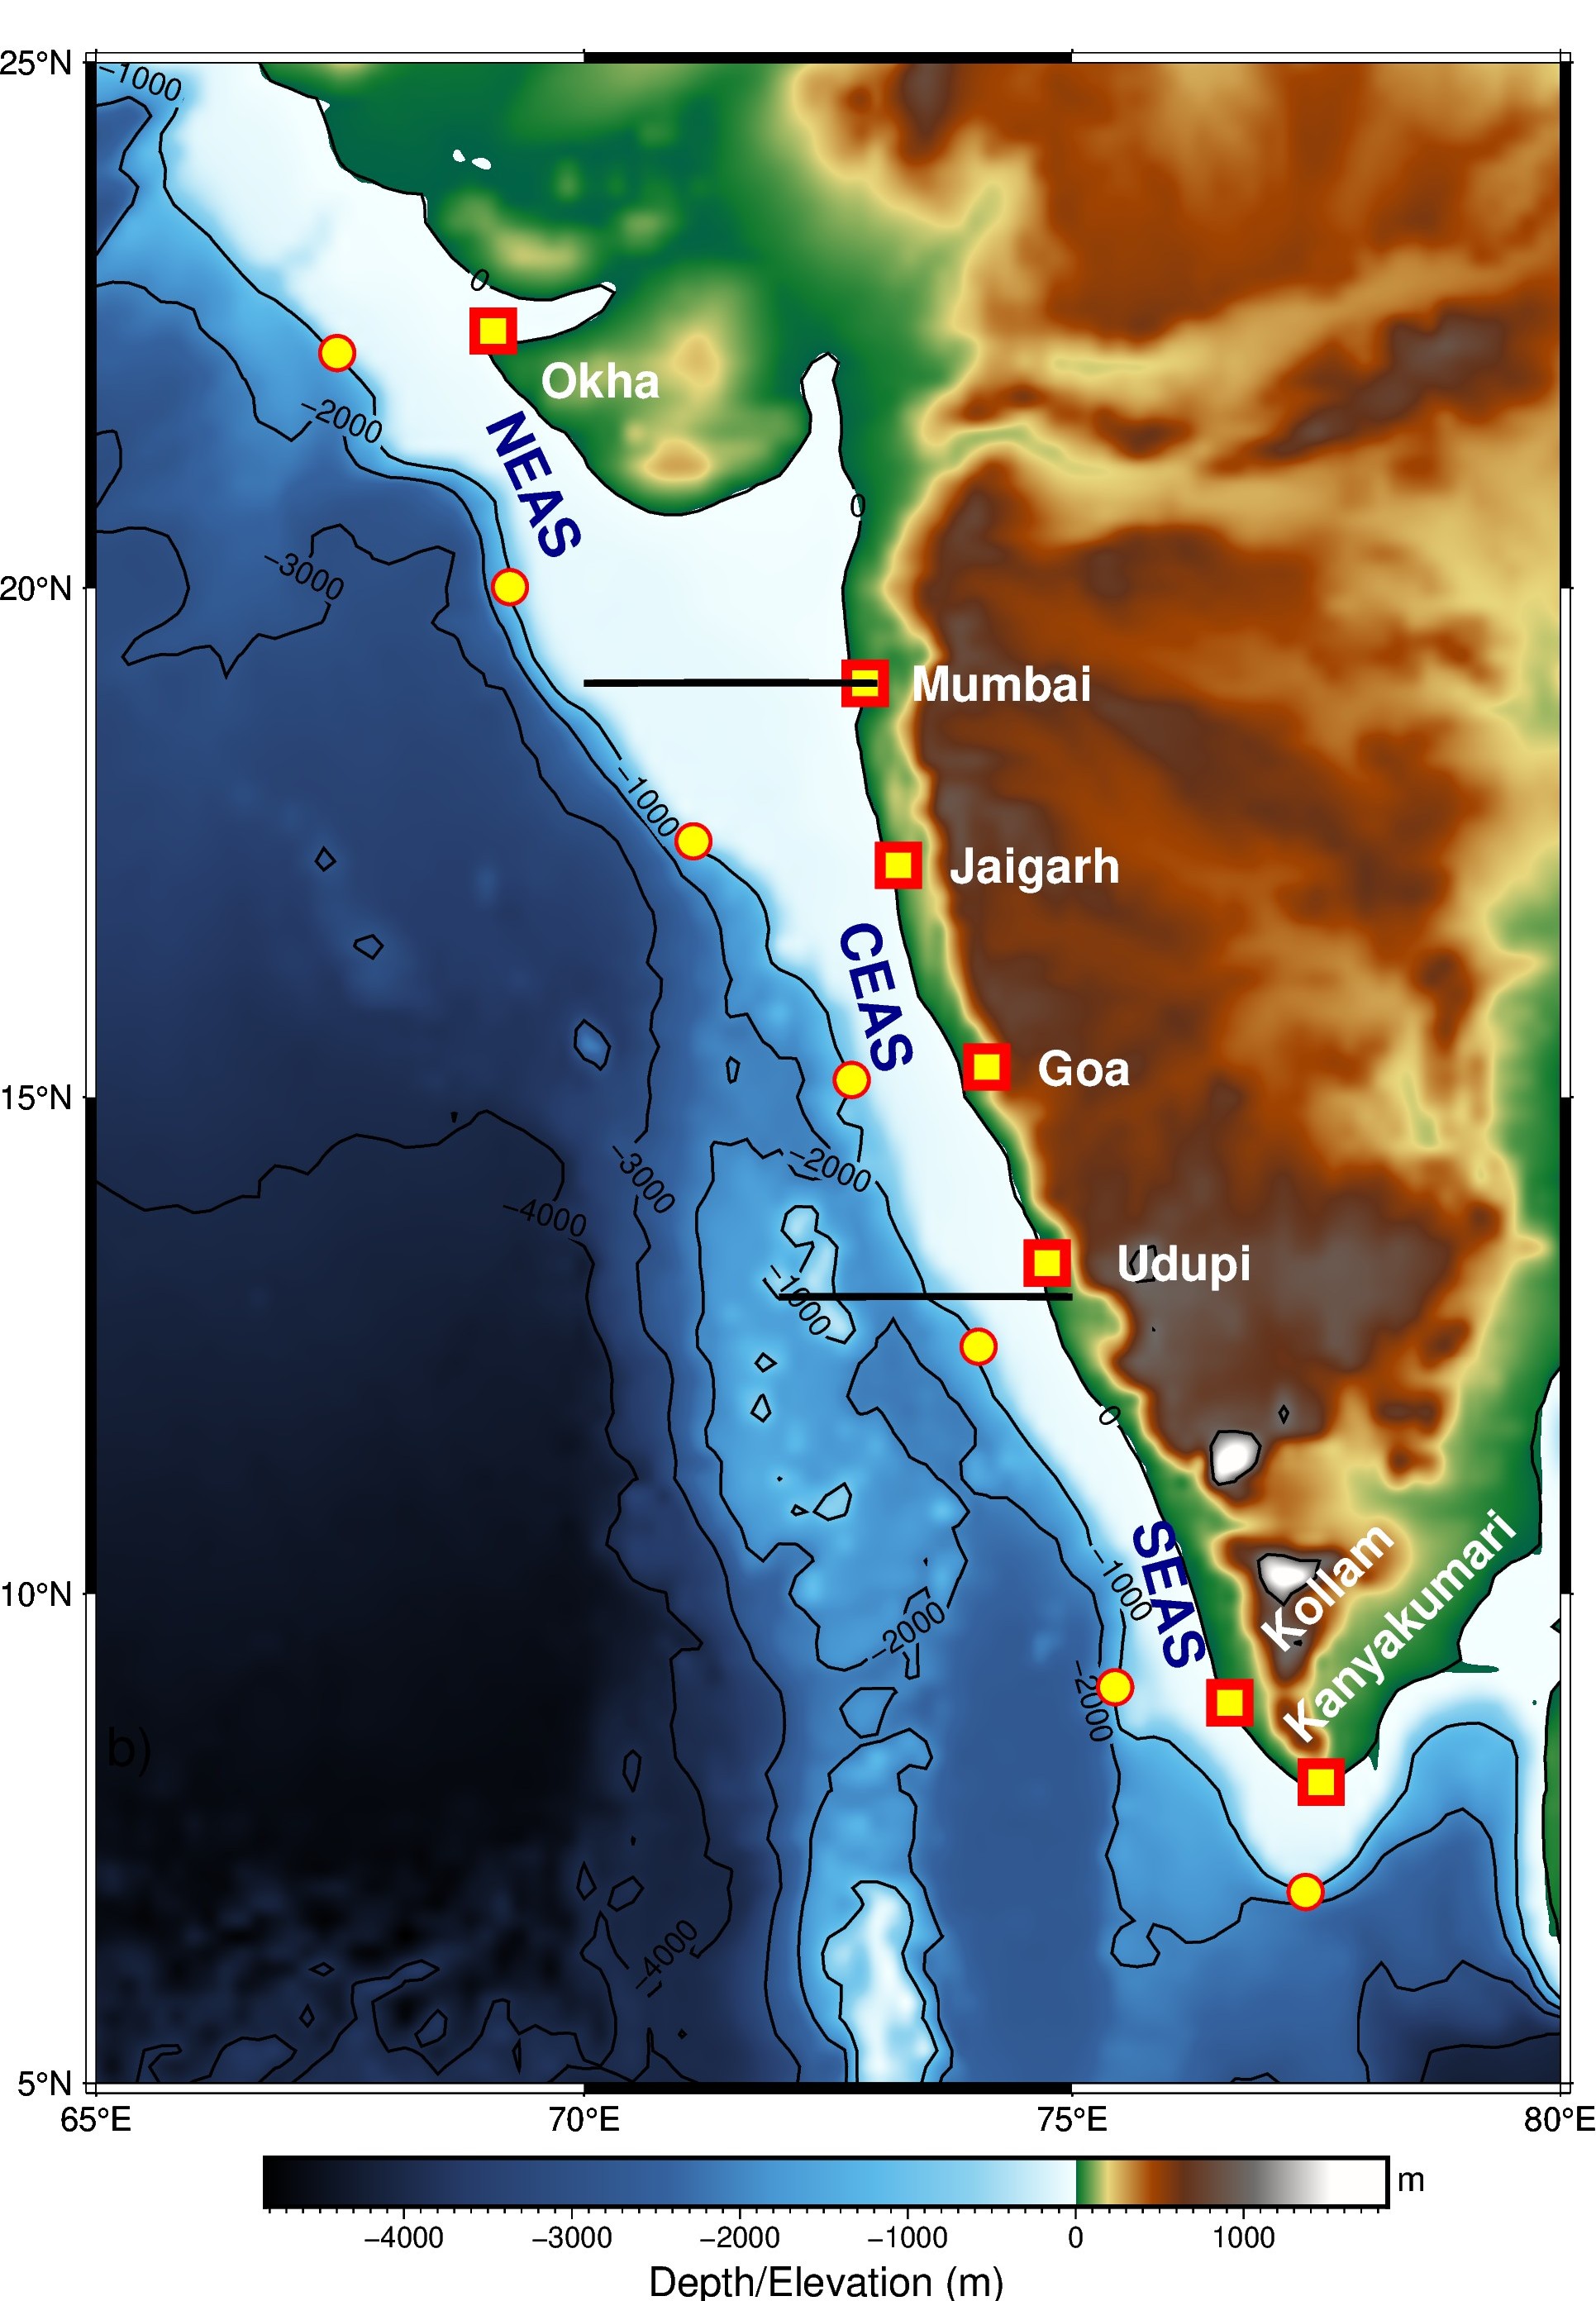 25°N
−1000
0
Okha
−2000
NEAS
0
−3000
20°N
Mumbai
−1000
Jaigarh
CEAS
Goa
15°N
−2000
−3000
−4000
Udupi
−1000
0
SEAS
Kollam
−1000
10°N
Kanyakumari
−2000
−2000
b)
−4000
5°N
65°E 70°E 75°E 80°E
m
−4000 −3000 −2000 −1000 0 1000
Depth/Elevation (m)